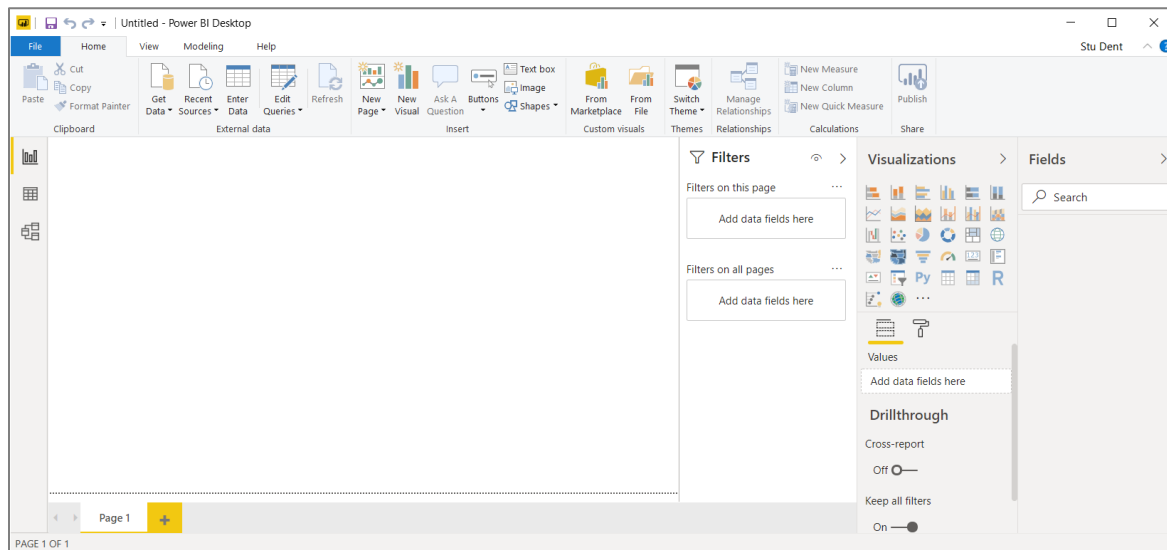 Untitled - Power BI Desktop
File Home View Modeling Help Stu Dent
Paste
Cut
Copy
Format Painter
Clipboard
Get Data
Recent Sources
Enter Data
Edit Queries
Refresh
External data
New Page
New Visual
Ask A Question
Buttons
Text box
Image
Shapes
Insert
From Marketplace
From File
Custom visuals
Switch Theme
Themes
Manage Relationships
Relationships
New Measure
New Column
New Quick Measure
Calculations
Publish
Share
Filters
Filters on this page
Add data fields here
Filters on all pages
Add data fields here
Visualizations
123
Py
R
Values
Add data fields here
Drillthrough
Cross-report
Off
Keep all filters
On
Fields
Search
Page 1
PAGE 1 OF 1